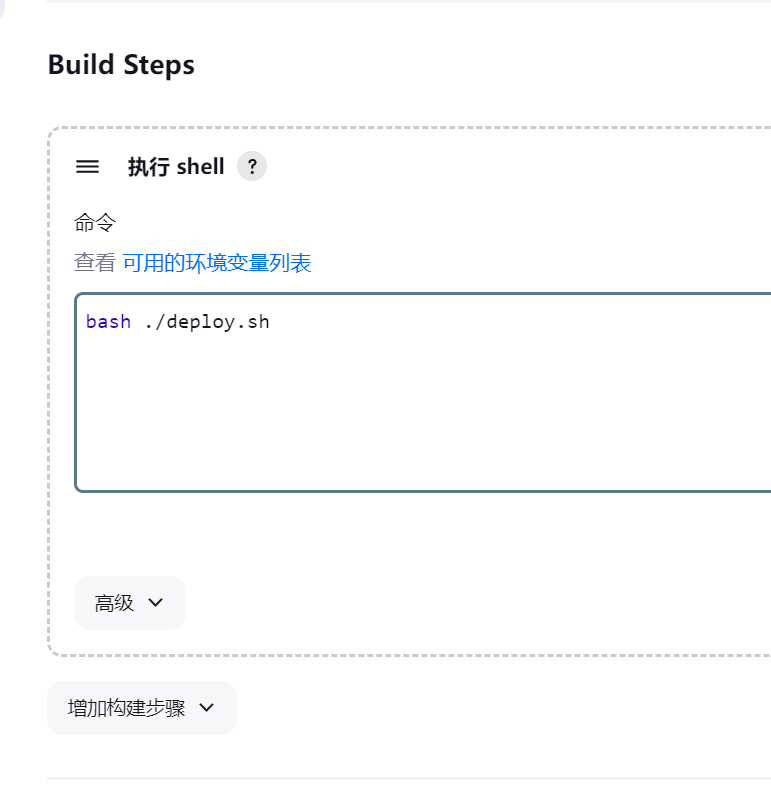 Build Steps
执行 shell ?
命令
查看 可用的环境变量列表
bash ./deploy.sh
高级
增加构建步骤